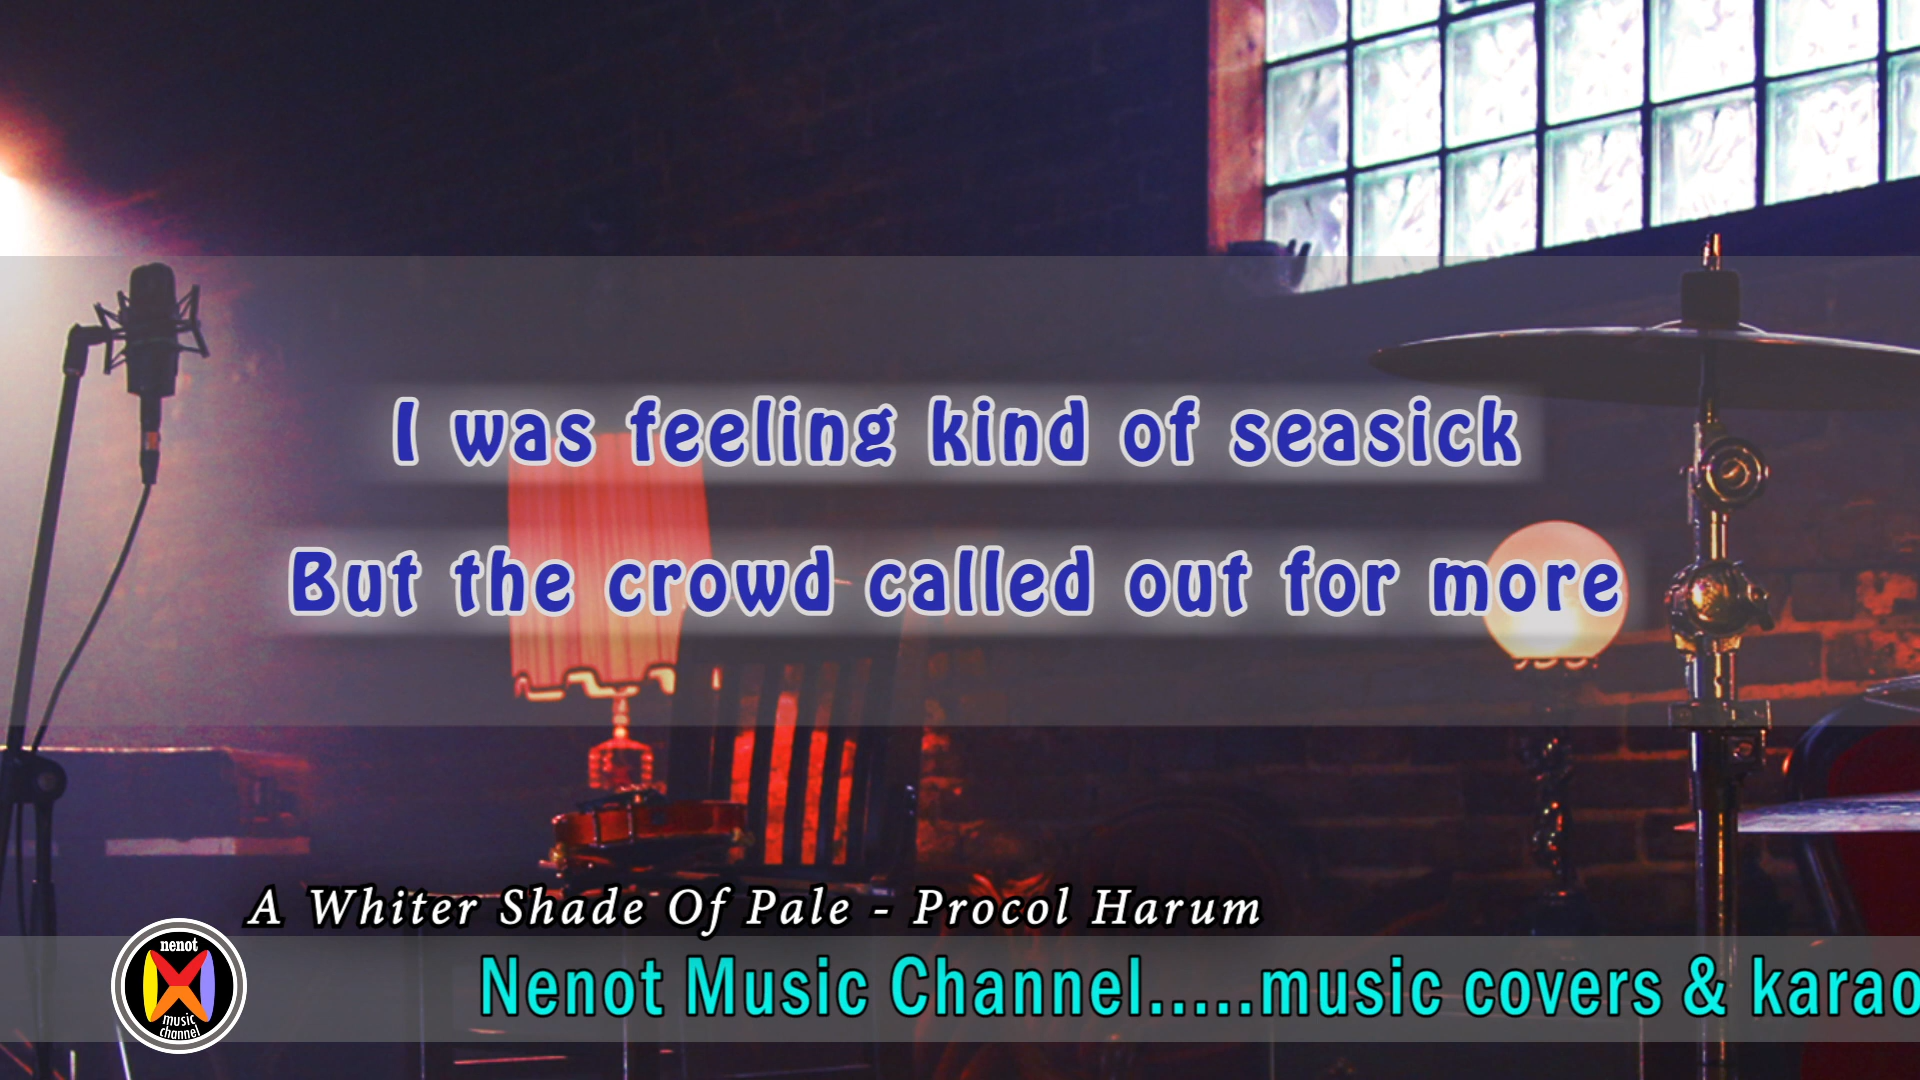 I was feeling kind of seasick
But the crowd called out for more
A Whiter Shade Of Pale - Procol Harum
nenot
music
channel
Nenot Music Channel.....music covers & karao